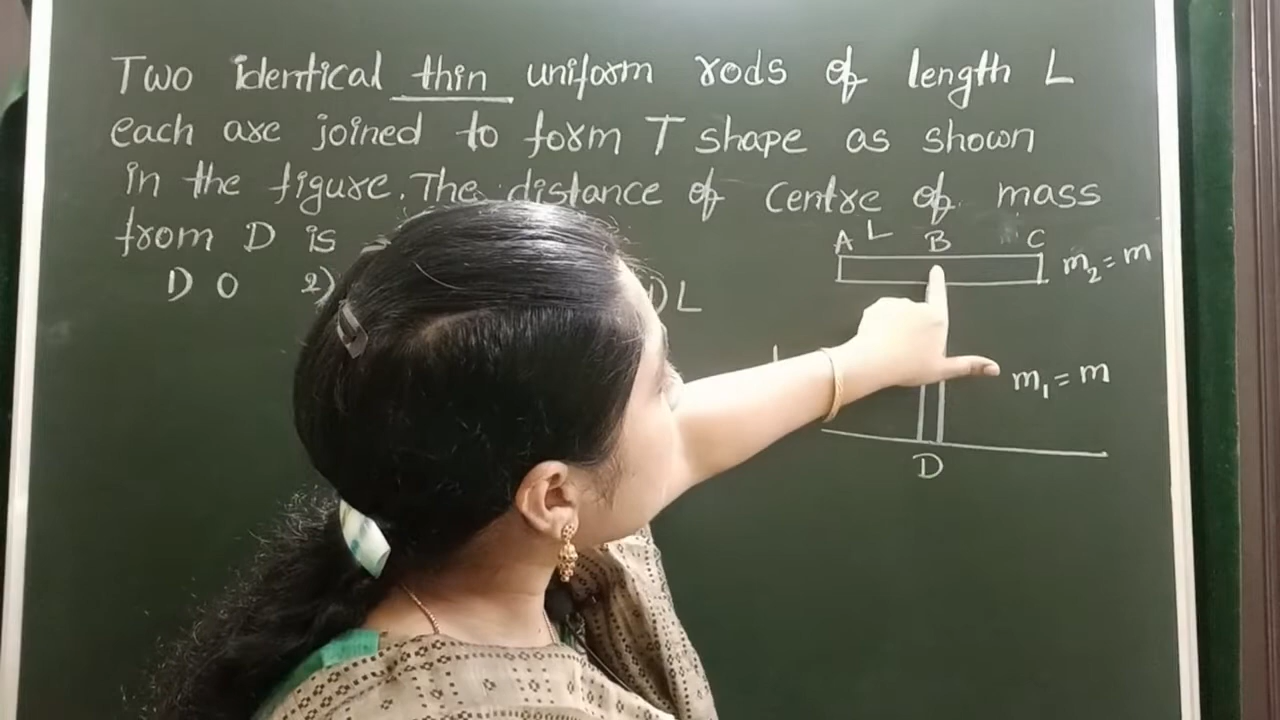 Two identical thin uniform rods of length L
each are joined to form T shape as shown
in the figure. The distance of centre of mass
from D is
1) 0 2) ) L
A L B C
m₂ = m
m₁ = m
D